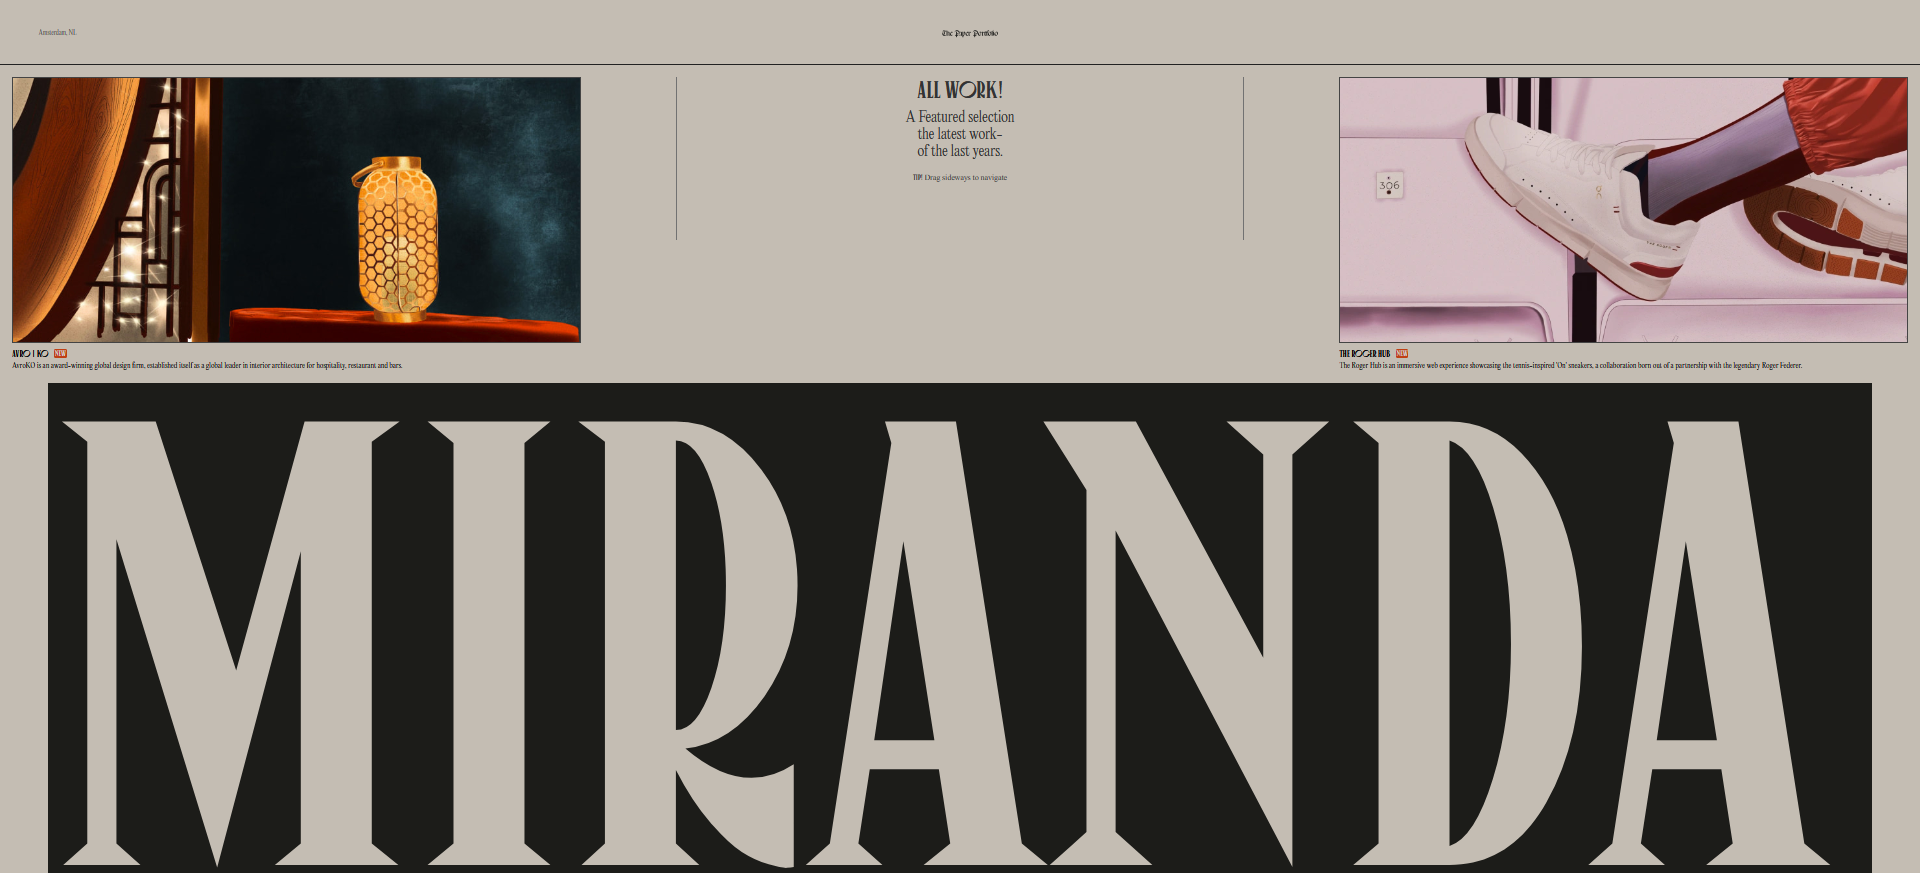 Amsterdam, NL
The Paper Portfolio
ALL WORK!
A Featured selection
the latest work–
of the last years.
TIP! Drag sideways to navigate
306
AVRO | KO NEW
AvroKO is an award-winning global design firm, established itself as a global leader in interior architecture for hospitality, restaurant and bars.
THE ROGER HUB NEW
The Roger Hub is an immersive web experience showcasing the tennis-inspired 'On' sneakers, a collaboration born out of a partnership with the legendary Roger Federer.
MIRANDA